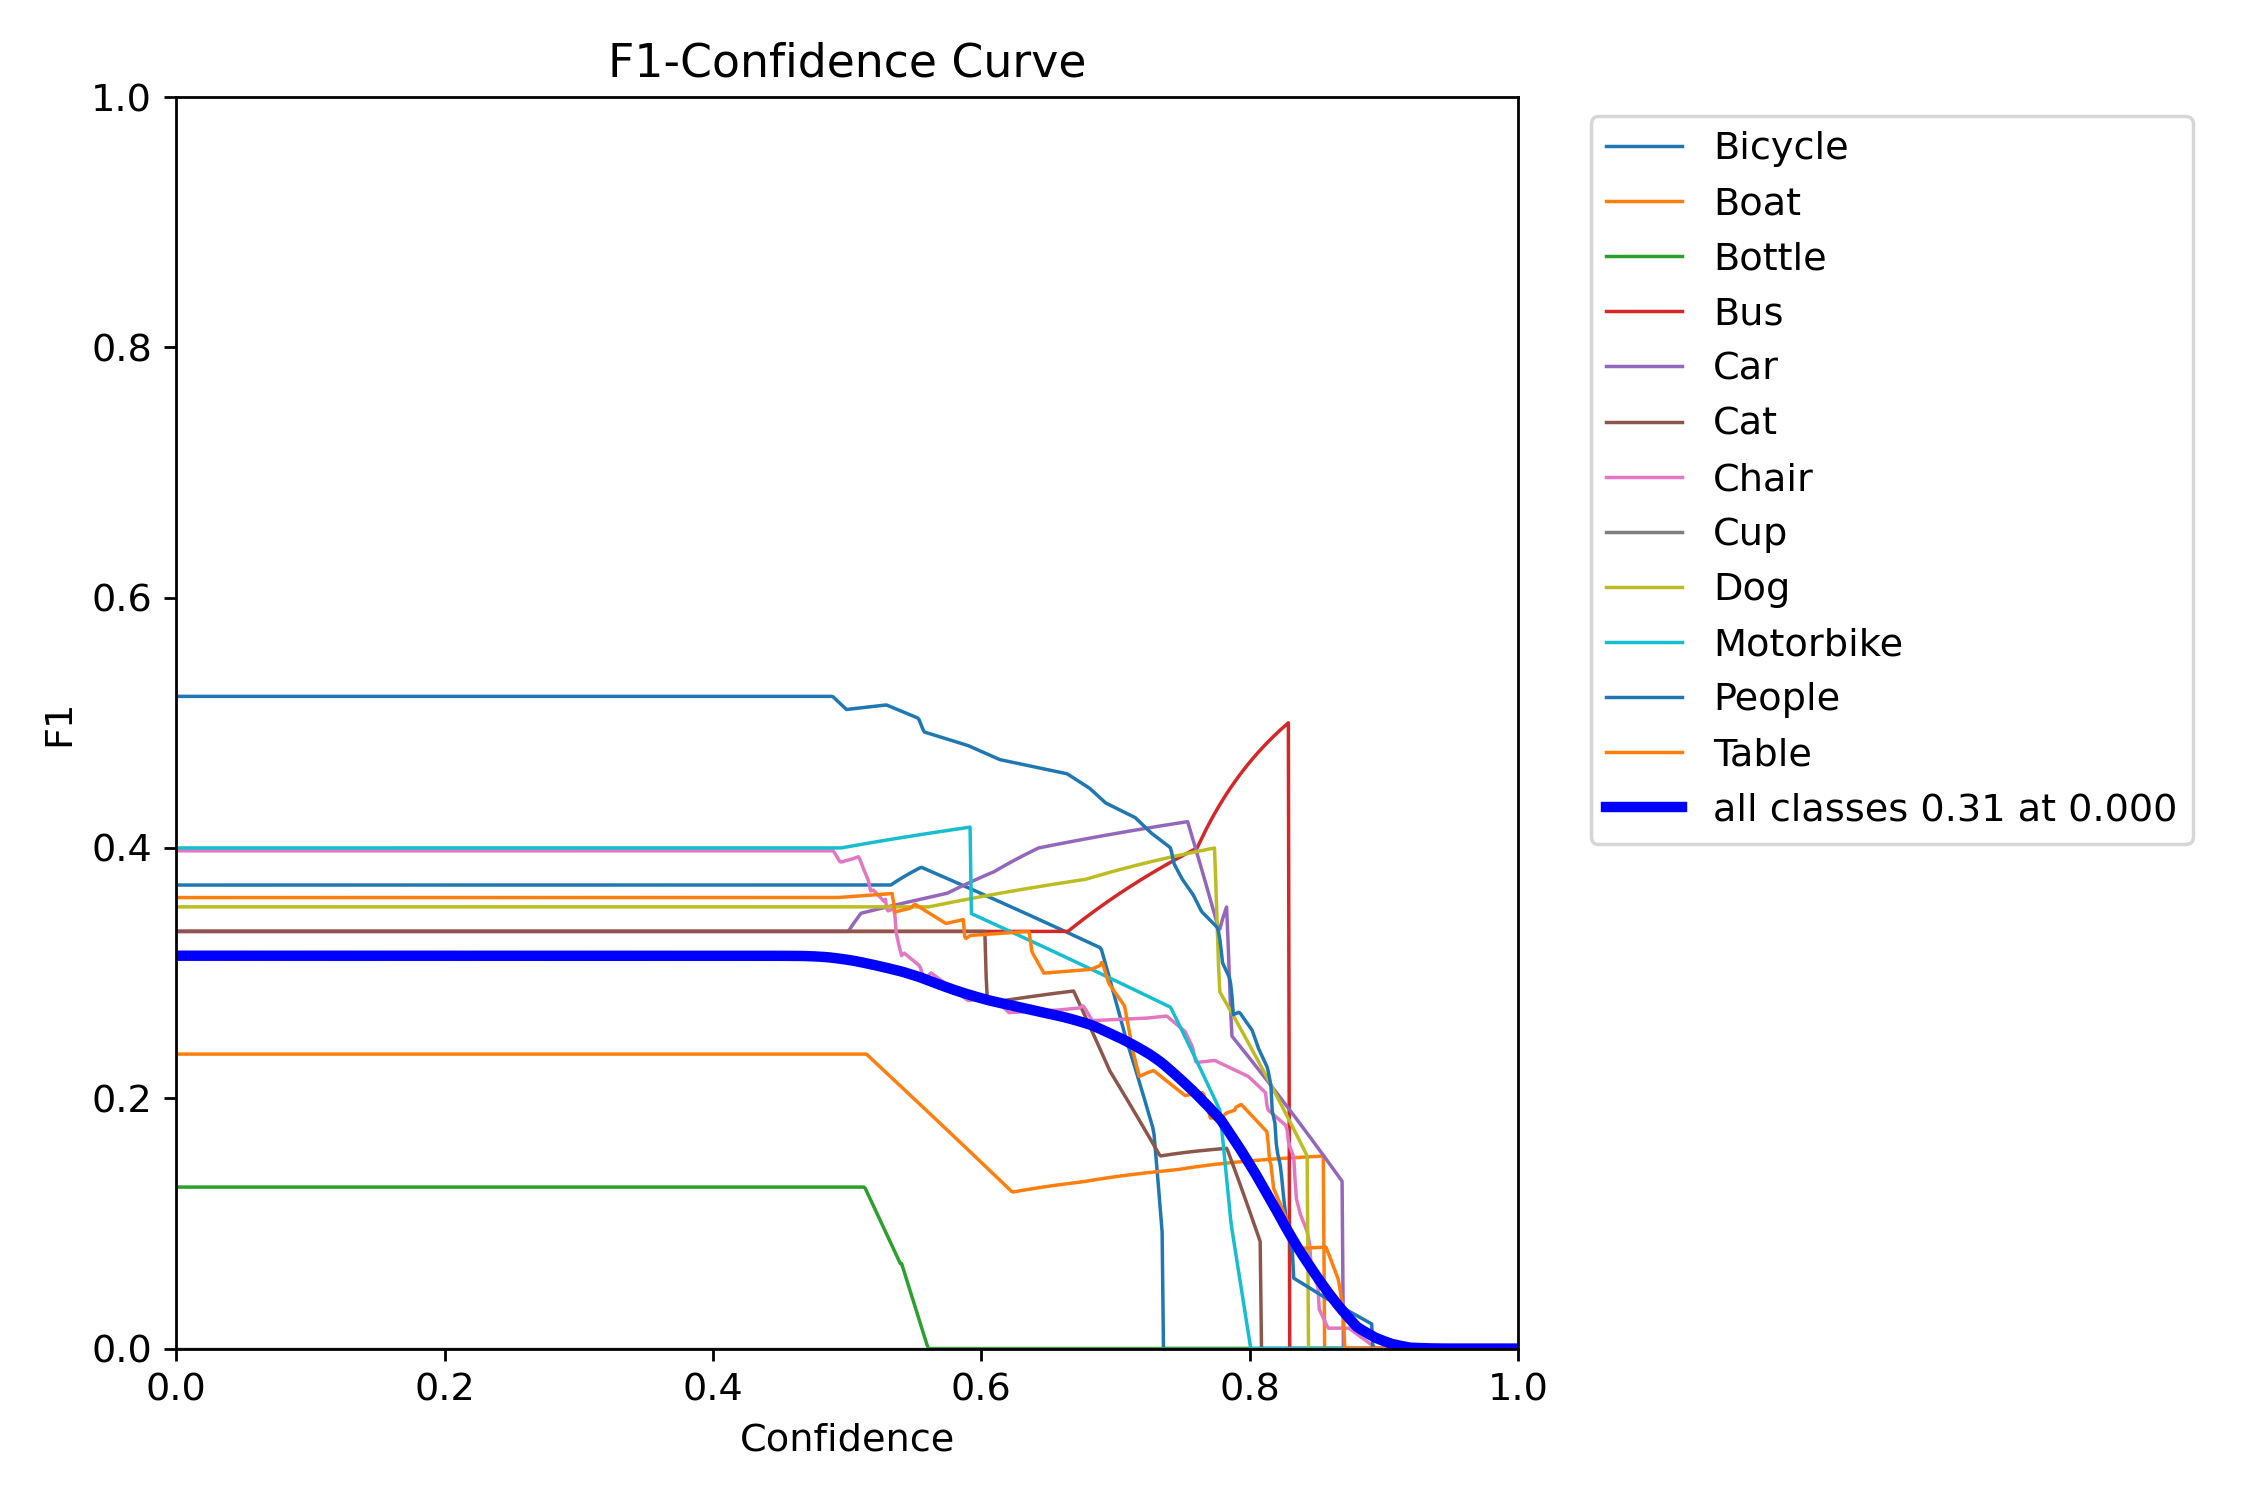 F1-Confidence Curve
1.0
0.8
0.6
0.4
0.2
0.0
F1
0.0 0.2 0.4 0.6 0.8 1.0
Confidence
Bicycle
Boat
Bottle
Bus
Car
Cat
Chair
Cup
Dog
Motorbike
People
Table
all classes 0.31 at 0.000